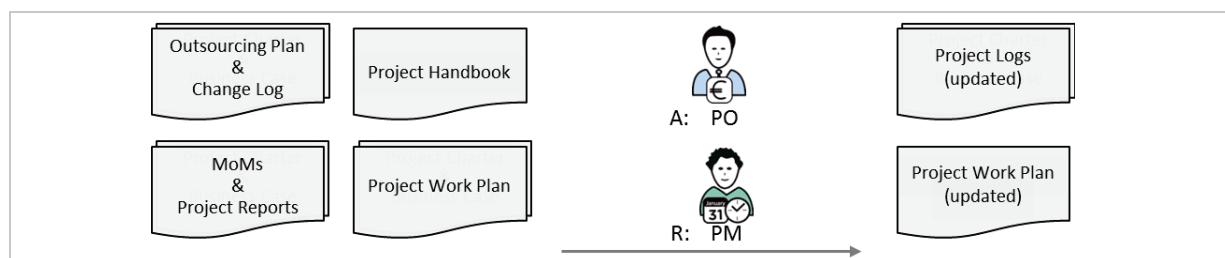 Outsourcing Plan
&
Change Log
Project Handbook
A: PO
Project Logs
(updated)
MoMs
&
Project Reports
Project Work Plan
January
31
R: PM
Project Work Plan
(updated)